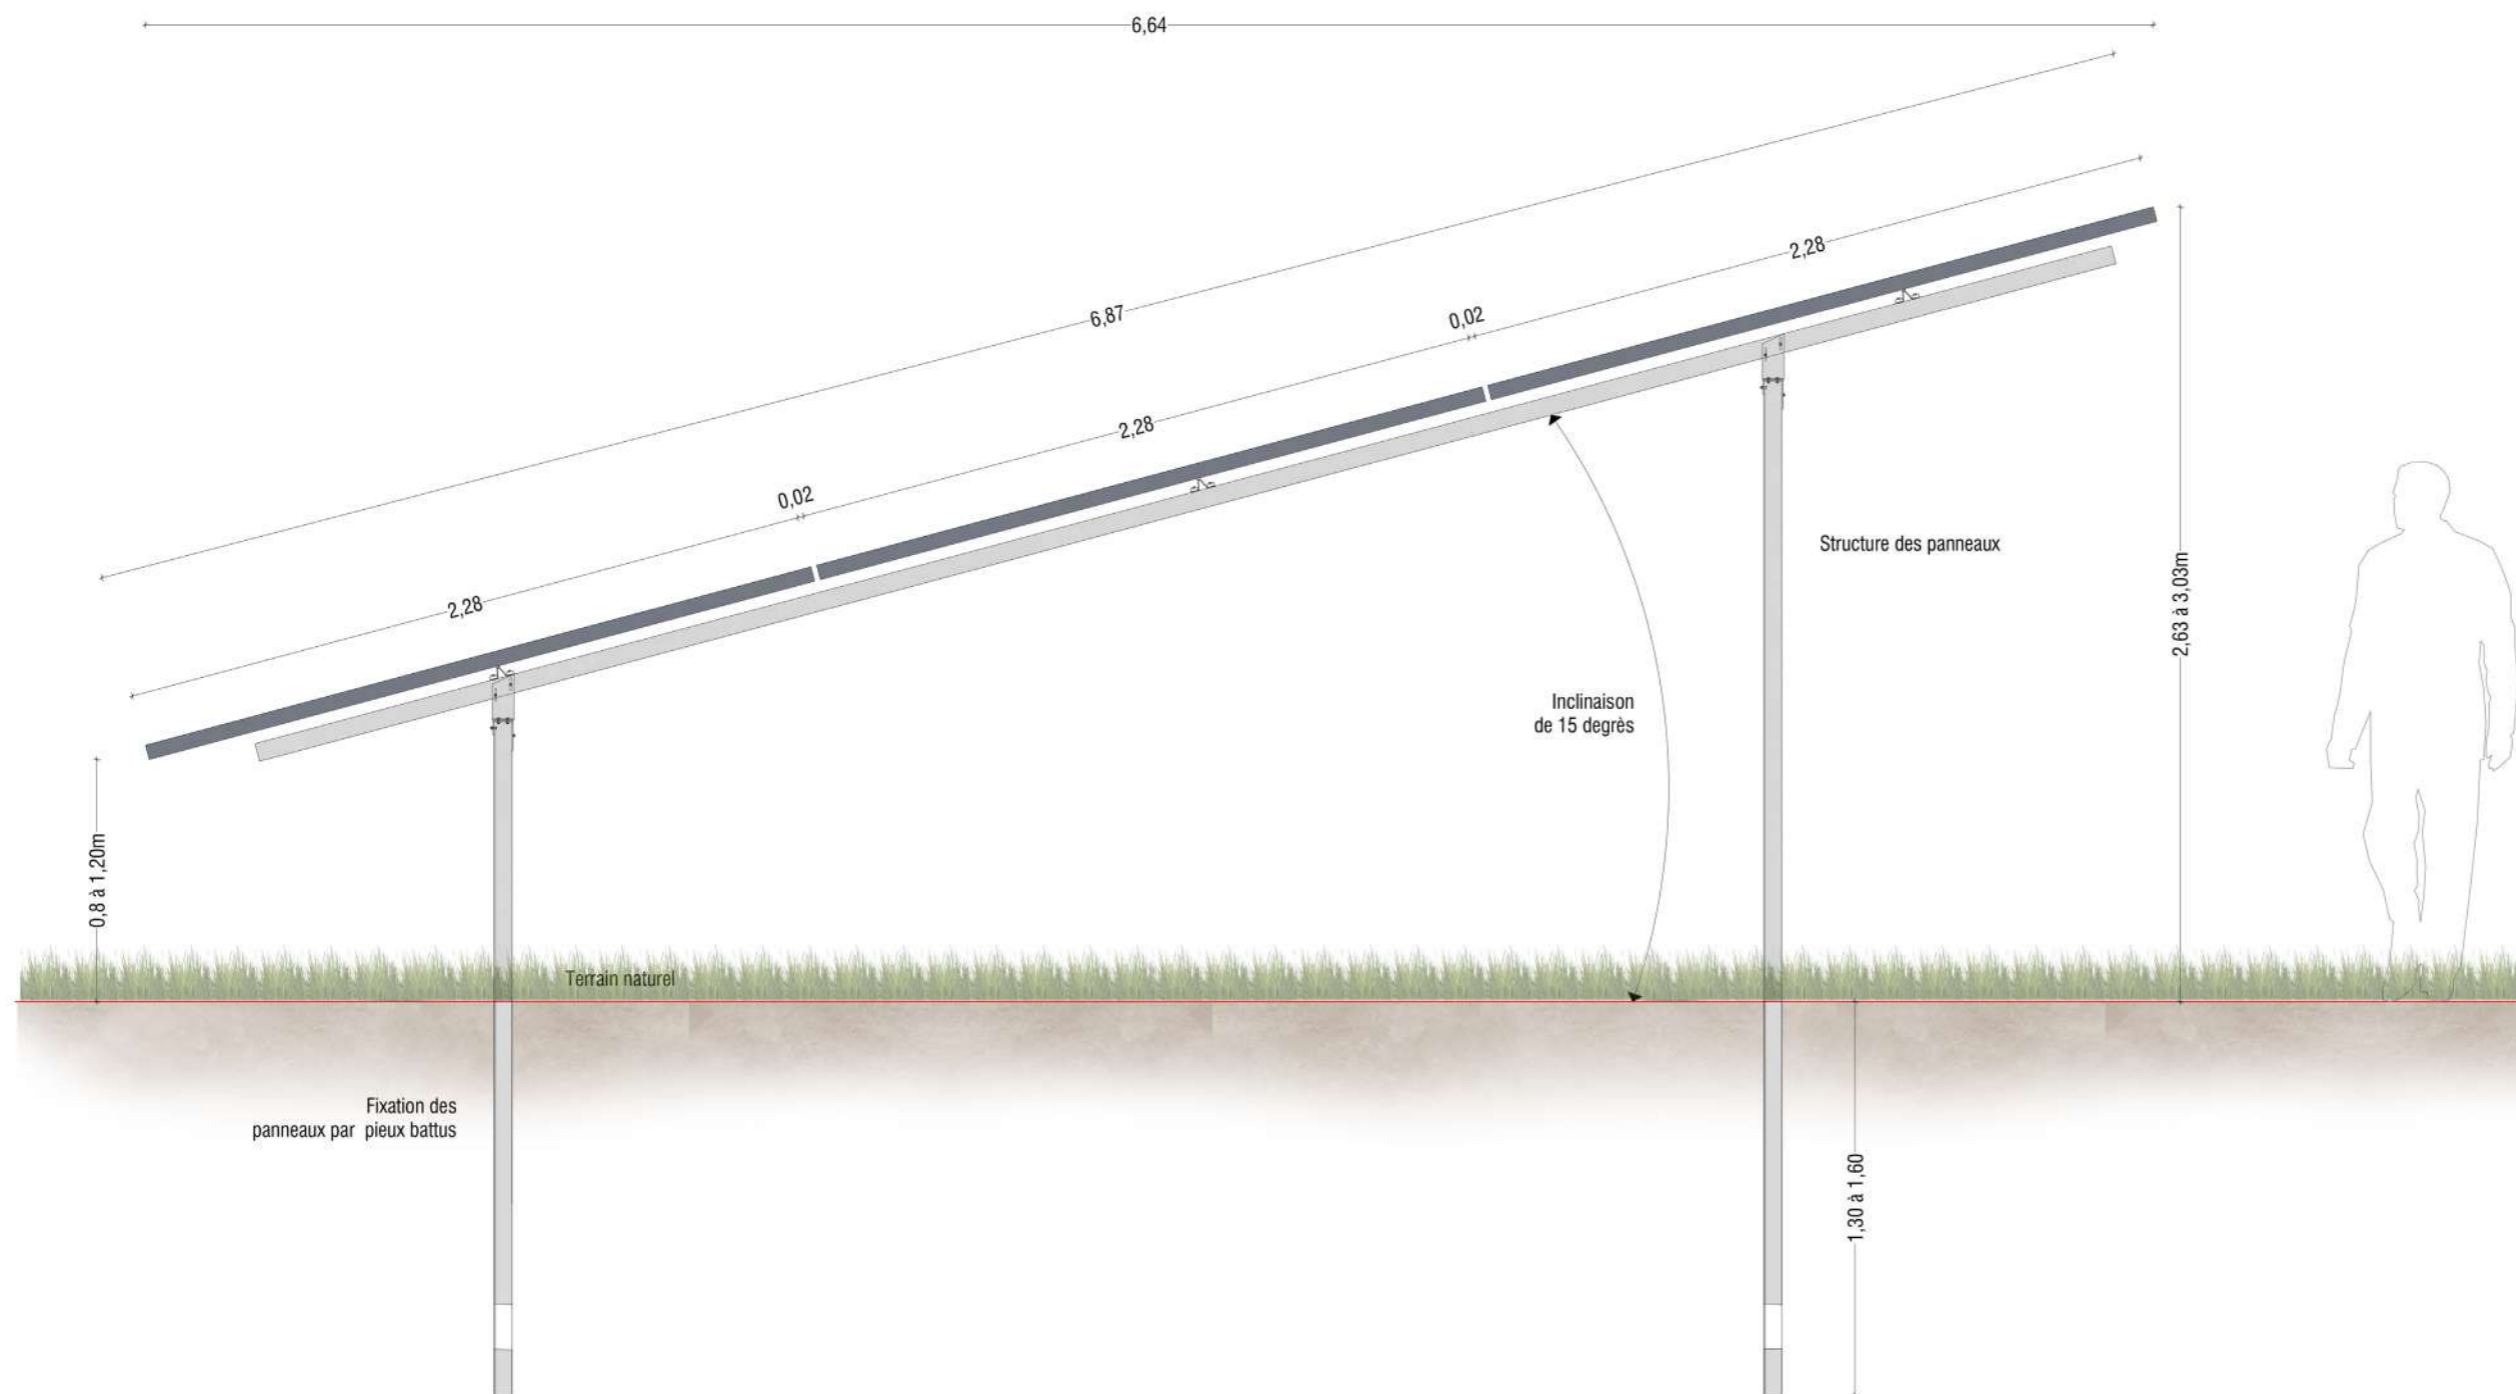 6,64
6,87
2,28
0,02
2,28
0,02
2,28
Structure des panneaux
2,63 à 3,03m
Inclinaison
de 15 degrès
0,8 à 1,20m
Terrain naturel
Fixation des
panneaux par pieux battus
1,30 à 1,60